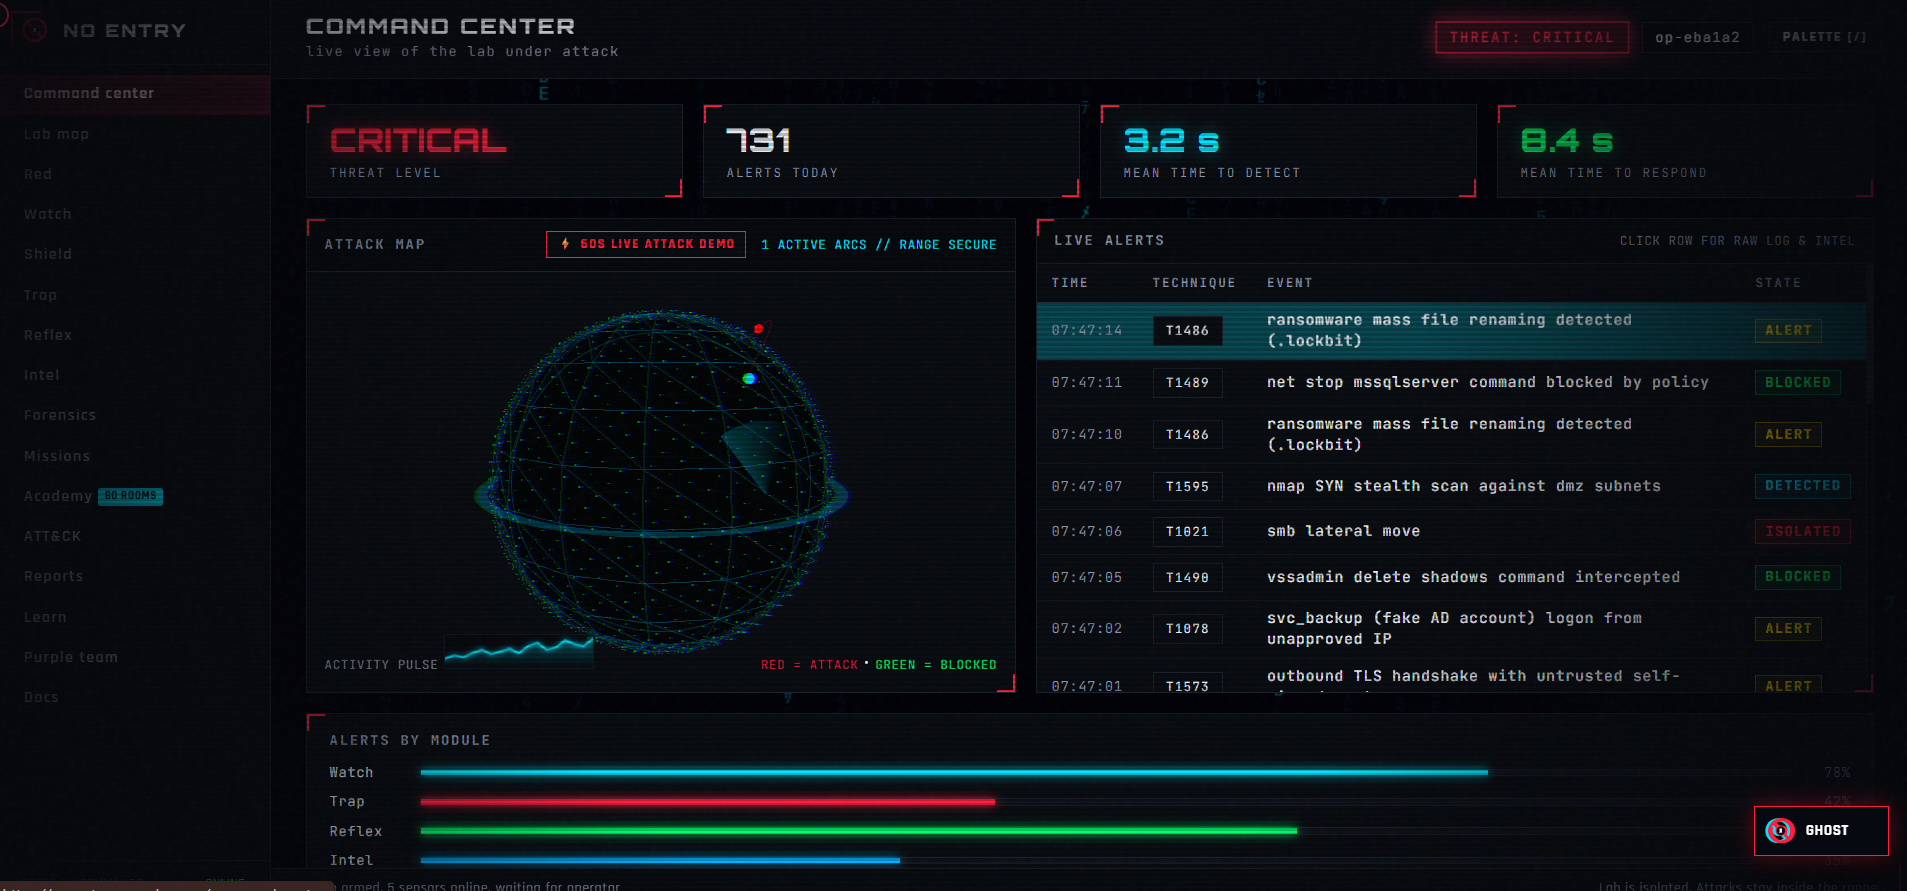 NO ENTRY
COMMAND CENTER
live view of the lab under attack
THREAT: CRITICAL
op-eba1a2
PALETTE [/]
Command center
Lab map
Red
Watch
Shield
Trap
Reflex
Intel
Forensics
Missions
Academy 80 ROOMS
ATT&CK
Reports
Learn
Purple team
Docs
CRITICAL
THREAT LEVEL
731
ALERTS TODAY
3.2 s
MEAN TIME TO DETECT
8.4 s
MEAN TIME TO RESPOND
ATTACK MAP
60S LIVE ATTACK DEMO
1 ACTIVE ARCS // RANGE SECURE
ACTIVITY PULSE
RED = ATTACK • GREEN = BLOCKED
LIVE ALERTS
CLICK ROW FOR RAW LOG & INTEL
TIME TECHNIQUE EVENT STATE
07:47:14 T1486 ransomware mass file renaming detected
(.lockbit) ALERT
07:47:11 T1489 net stop mssqlserver command blocked by policy BLOCKED
07:47:10 T1486 ransomware mass file renaming detected
(.lockbit) ALERT
07:47:07 T1595 nmap SYN stealth scan against dmz subnets DETECTED
07:47:06 T1021 smb lateral move ISOLATED
07:47:05 T1490 vssadmin delete shadows command intercepted BLOCKED
07:47:02 T1078 svc_backup (fake AD account) logon from
unapproved IP ALERT
07:47:01 T1573 outbound TLS handshake with untrusted self- ALERT
ALERTS BY MODULE
Watch 78%
Trap 42%
Reflex
Intel
GHOST
armed, 5 sensors online, waiting for operator
Lab is isolated. Attacks stay inside the range